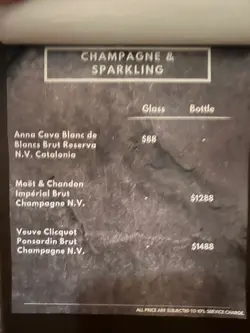 CHAMPAGNE &
SPARKLING
Glass Bottle
Anna Cava Blanc de
Blancs Brut Reserva $88
N.V. Catalonia
Moët & Chandon
Impérial Brut $1288
Champagne N.V.
Veuve Clicquot
Ponsardin Brut $1488
Champagne N.V.
ALL PRICE ARE SUBJECTED TO 10% SERVICE CHARGE.